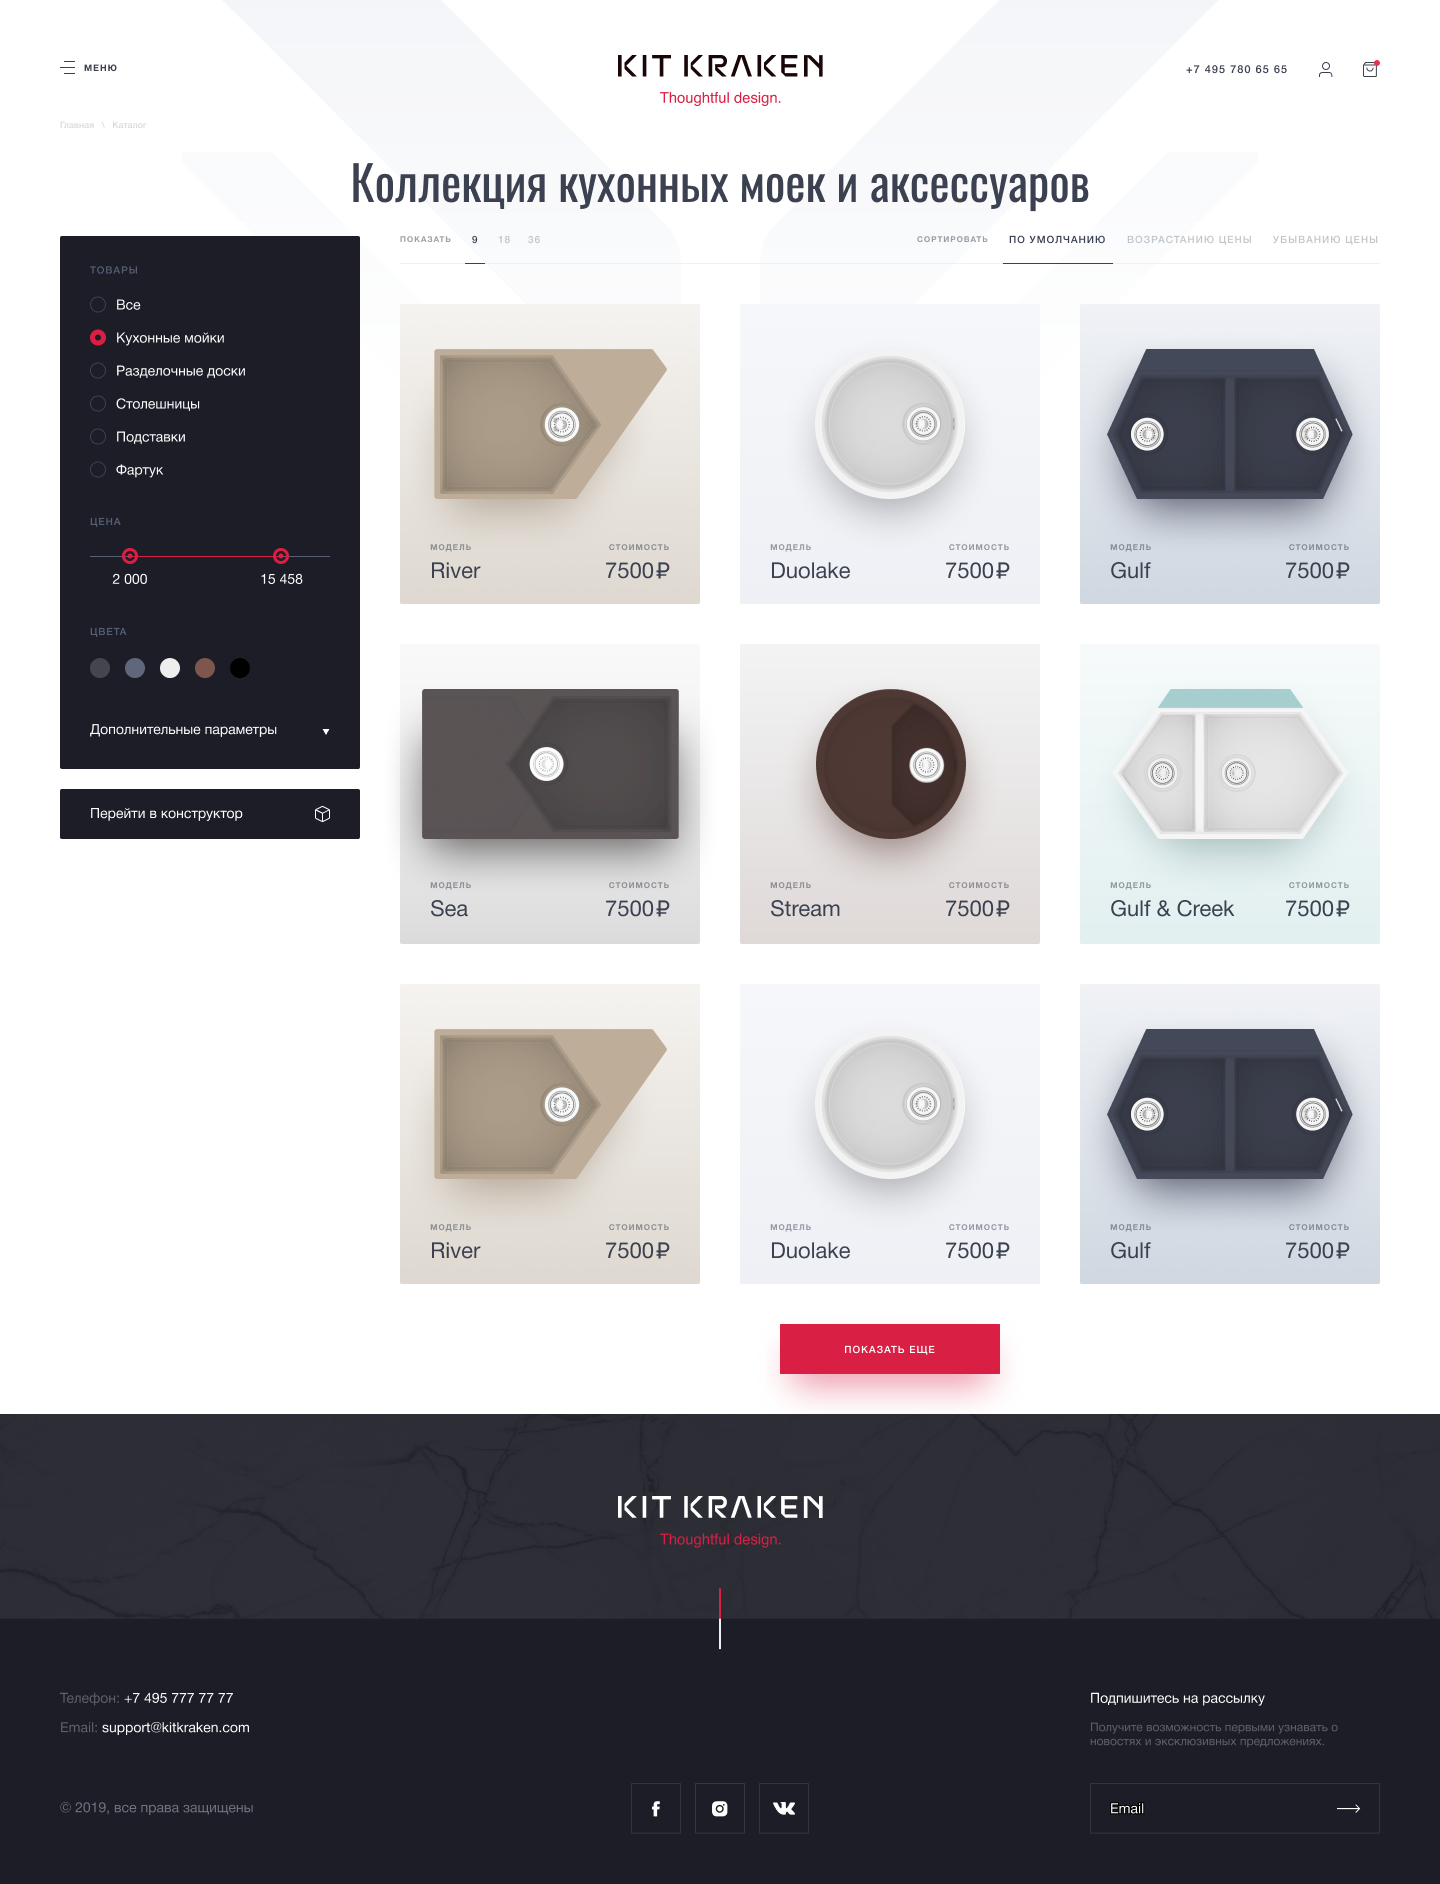 МЕНЮ
KIT KRAKEN
Thoughtful design.
+7 495 780 65 65
Главная \ Каталог
Коллекция кухонных моек и аксессуаров
ТОВАРЫ
Все
Кухонные мойки
Разделочные доски
Столешницы
Подставки
Фартук
ЦЕНА
2 000 15 458
ЦВЕТА
Дополнительные параметры
Перейти в конструктор
ПОКАЗАТЬ 9 18 36
СОРТИРОВАТЬ ПО УМОЛЧАНИЮ ВОЗРАСТАНИЮ ЦЕНЫ УБЫВАНИЮ ЦЕНЫ
МОДЕЛЬ СТОИМОСТЬ
River 7500₽
МОДЕЛЬ СТОИМОСТЬ
Duolake 7500₽
МОДЕЛЬ СТОИМОСТЬ
Gulf 7500₽
МОДЕЛЬ СТОИМОСТЬ
Sea 7500₽
МОДЕЛЬ СТОИМОСТЬ
Stream 7500₽
МОДЕЛЬ СТОИМОСТЬ
Gulf & Creek 7500₽
МОДЕЛЬ СТОИМОСТЬ
River 7500₽
МОДЕЛЬ СТОИМОСТЬ
Duolake 7500₽
МОДЕЛЬ СТОИМОСТЬ
Gulf 7500₽
ПОКАЗАТЬ ЕЩЕ
KIT KRAKEN
Thoughtful design.
Телефон: +7 495 777 77 77
Email: support@kitkraken.com
© 2019, все права защищены
Подпишитесь на рассылку
Получите возможность первыми узнавать о
новостях и эксклюзивных предложениях.
Email